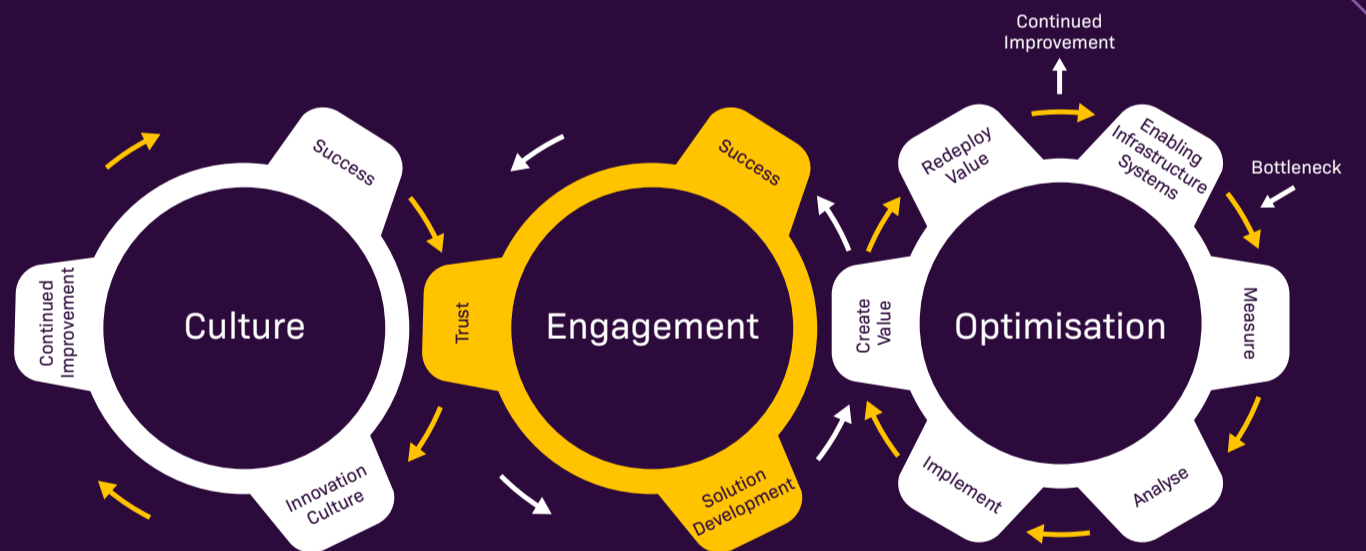 Continued
Improvement
Success
Culture
Continued
Improvement
Innovation
Culture
Success
Trust
Engagement
Solution
Development
Redeploy
Value
Enabling
Infrastructure
Systems
Bottleneck
Create
Value
Optimisation
Measure
Implement
Analyse